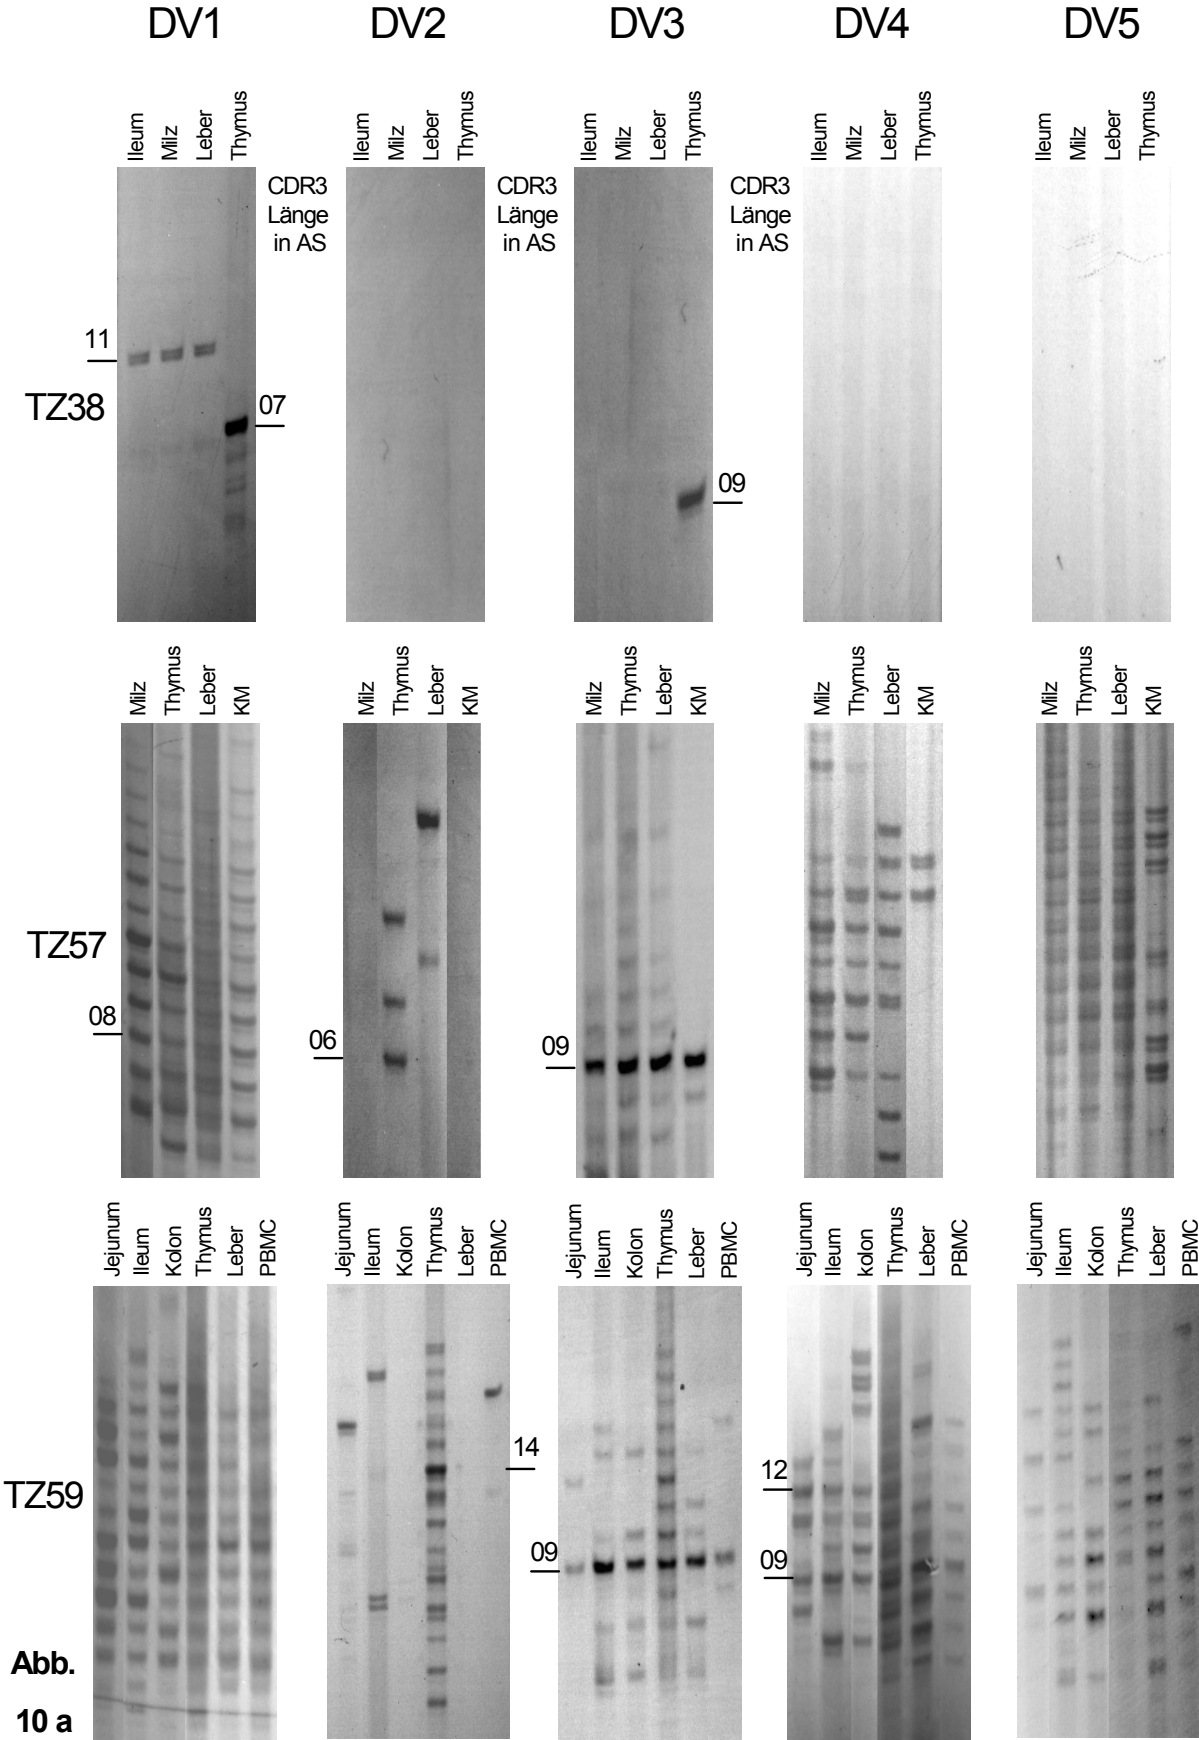 DV1 DV2 DV3 DV4 DV5
Ileum Milz Leber Thymus Ileum Milz Leber Thymus Ileum Milz Leber Thymus Ileum Milz Leber Thymus Ileum Milz Leber Thymus
CDR3 CDR3 CDR3
Länge Länge Länge
in AS in AS in AS
11
TZ38
07
09
Milz Thymus Leber KM Milz Thymus Leber KM Milz Thymus Leber KM Milz Thymus Leber KM Milz Thymus Leber KM
TZ57
08
06
09
Jejunum Ileum Kolon Thymus Leber PBMC Jejunum Ileum Kolon Thymus Leber PBMC Jejunum Ileum Kolon Thymus Leber PBMC Jejunum Ileum kolon Thymus Leber PBMC Jejunum Ileum Kolon Thymus Leber PBMC
14
12
TZ59
09 09
Abb.
10 a